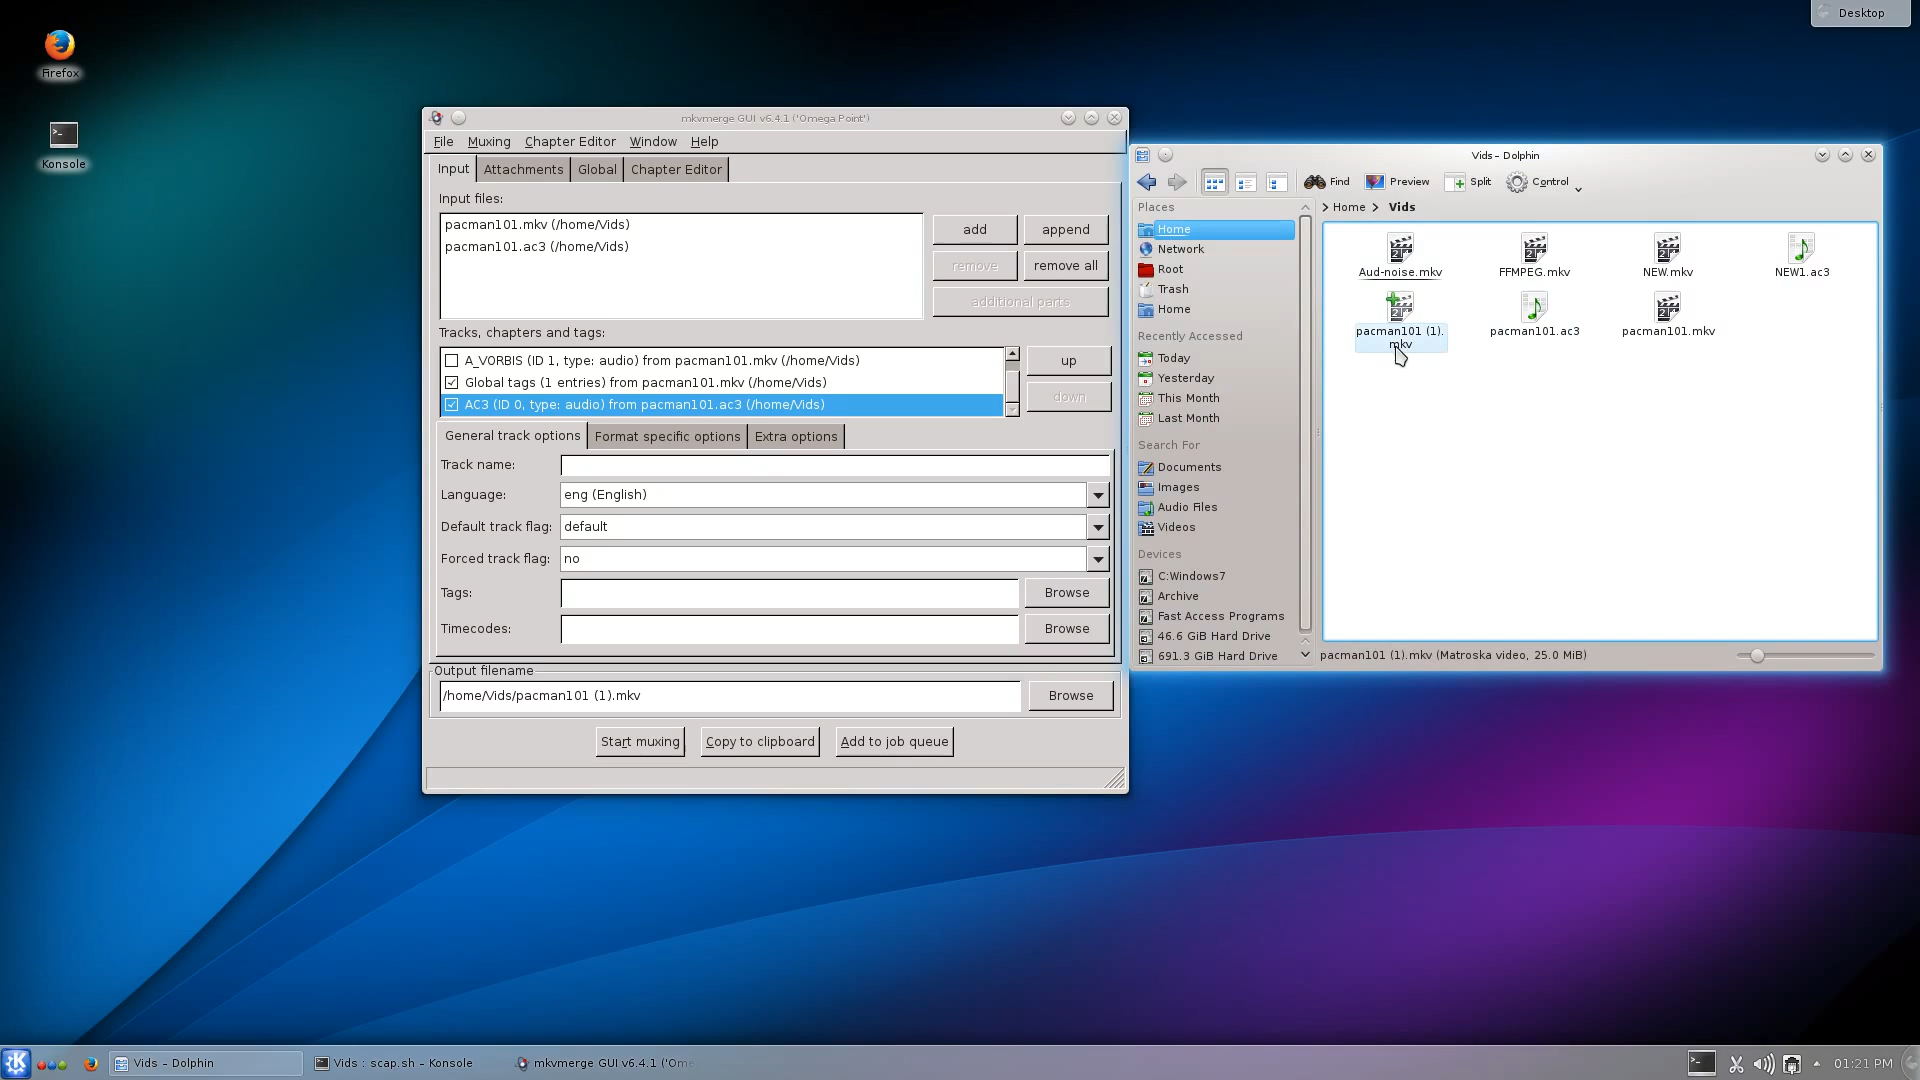 Desktop
Firefox
Konsole
mkvmerge GUI v6.4.1 ('Omega Point')
File Muxing Chapter Editor Window Help
Input Attachments Global Chapter Editor
Input files:
pacman101.mkv (/home/Vids)
pacman101.ac3 (/home/Vids)
add append
remove remove all
additional parts
Tracks, chapters and tags:
A_VORBIS (ID 1, type: audio) from pacman101.mkv (/home/Vids)
Global tags (1 entries) from pacman101.mkv (/home/Vids)
AC3 (ID 0, type: audio) from pacman101.ac3 (/home/Vids)
up
down
General track options Format specific options Extra options
Track name:
Language: eng (English)
Default track flag: default
Forced track flag: no
Tags: Browse
Timecodes: Browse
Output filename
/home/Vids/pacman101 (1).mkv Browse
Start muxing Copy to clipboard Add to job queue
Vids – Dolphin
Find Preview Split Control
Places
Home
Network
Root
Trash
Home
Recently Accessed
Today
Yesterday
This Month
Last Month
Search For
Documents
Images
Audio Files
Videos
Devices
C:Windows7
Archive
Fast Access Programs
46.6 GiB Hard Drive
691.3 GiB Hard Drive
> Home > Vids
Aud-noise.mkv FFMPEG.mkv NEW.mkv NEW1.ac3
pacman101 (1).
mkv
pacman101.ac3 pacman101.mkv
pacman101 (1).mkv (Matroska video, 25.0 MiB)
Vids – Dolphin Vids : scap.sh – Konsole mkvmerge GUI v6.4.1 ('Ome 01:21 PM